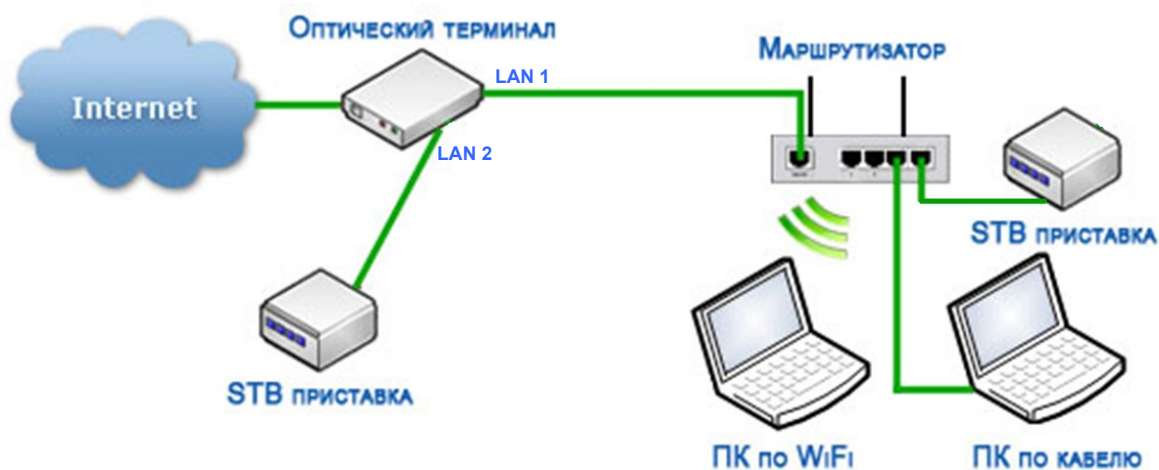 Оптический терминал
Маршрутизатор
LAN 1
Internet
LAN 2
STB приставка
STB приставка
ПК по WiFi
ПК по кабелю